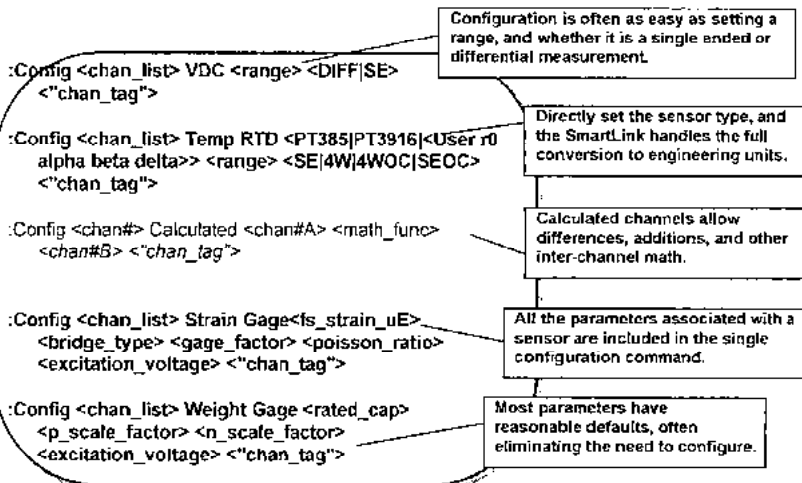 Configuration is often as easy as setting a
range, and whether it is a single ended or
differential measurement.
:Config <chan_list> VDC <range> <DIFF|SE>
<"chan_tag">
Directly set the sensor type, and
the SmartLink handles the full
conversion to engineering units.
:Config <chan_list> Temp RTD <PT385|PT3916|<User r0
alpha beta delta>> <range> <SE|4W|4WOC|SEOC>
<"chan_tag">
Calculated channels allow
differences, additions, and other
inter-channel math.
:Config <chan#> Calculated <chan#A> <math_func>
<chan#B> <"chan_tag">
All the parameters associated with a
sensor are included in the single
configuration command.
:Config <chan_list> Strain Gage<fs_strain_uE>
<bridge_type> <gage_factor> <poisson_ratio>
<excitation_voltage> <"chan_tag">
Most parameters have
reasonable defaults, often
eliminating the need to configure.
:Config <chan_list> Weight Gage <rated_cap>
<p_scale_factor> <n_scale_factor>
<excitation_voltage> <"chan_tag">